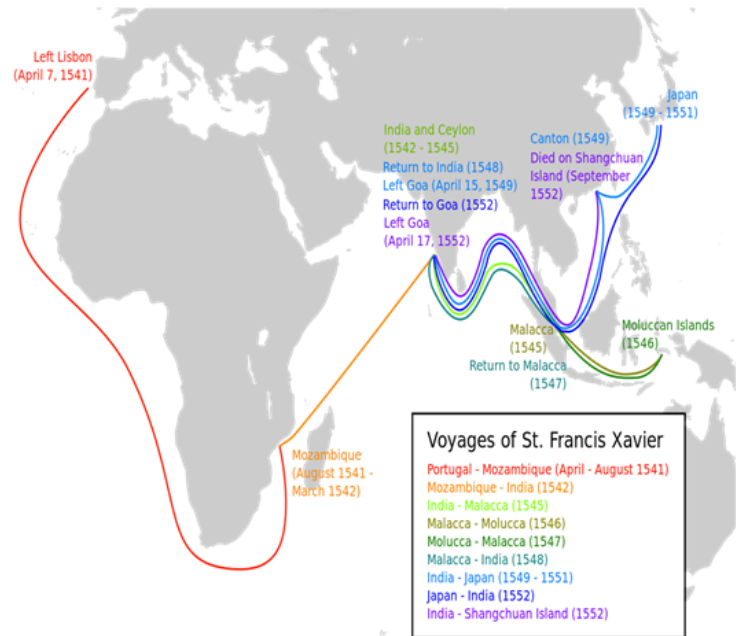 Left Lisbon
(April 7, 1541)
Japan
(1549 - 1551)
India and Ceylon
(1542 - 1545)
Return to India (1548)
Left Goa (April 15, 1549)
Return to Goa (1552)
Left Goa
(April 17, 1552)
Canton (1549)
Died on Shangchuan
Island (September
1552)
Malacca
(1545)
Return to Malacca
(1547)
Moluccan Islands
(1546)
Mozambique
(August 1541 -
March 1542)
Voyages of St. Francis Xavier
Portugal - Mozambique (April - August 1541)
Mozambique - India (1542)
India - Malacca (1545)
Malacca - Molucca (1546)
Molucca - Malacca (1547)
Malacca - India (1548)
India - Japan (1549 - 1551)
Japan - India (1552)
India - Shangchuan Island (1552)